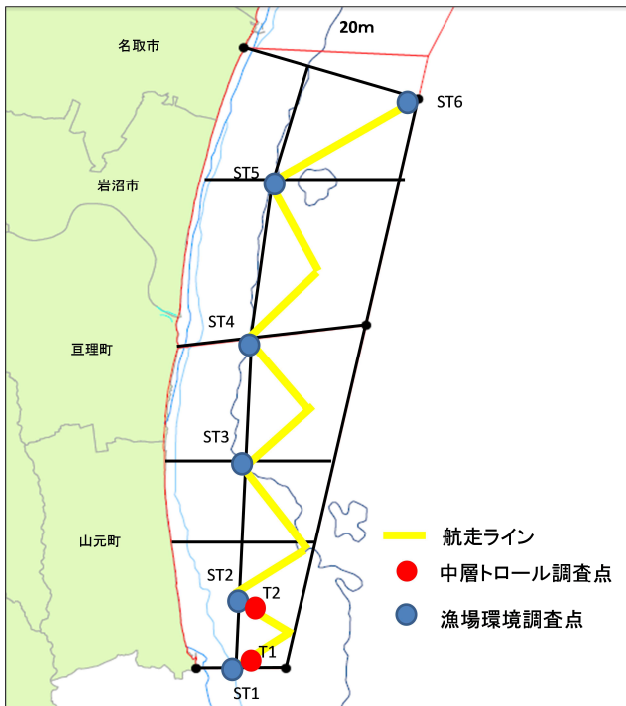 20m
名取市
ST6
ST5
岩沼市
ST4
亘理町
ST3
航走ライン
山元町
中層トロール調査点
ST2
T2
漁場環境調査点
T1
ST1